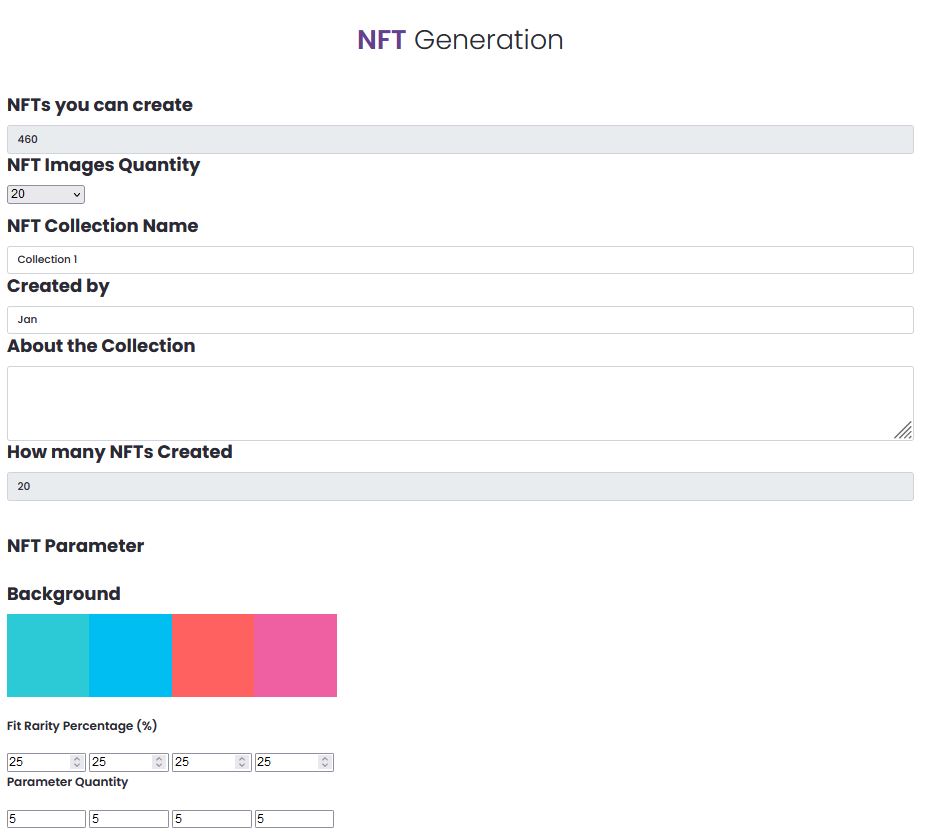 NFT Generation
NFTs you can create
460
NFT Images Quantity
20
NFT Collection Name
Collection 1
Created by
Jan
About the Collection
How many NFTs Created
20
NFT Parameter
Background
Fit Rarity Percentage (%)
25 25 25 25
Parameter Quantity
5 5 5 5